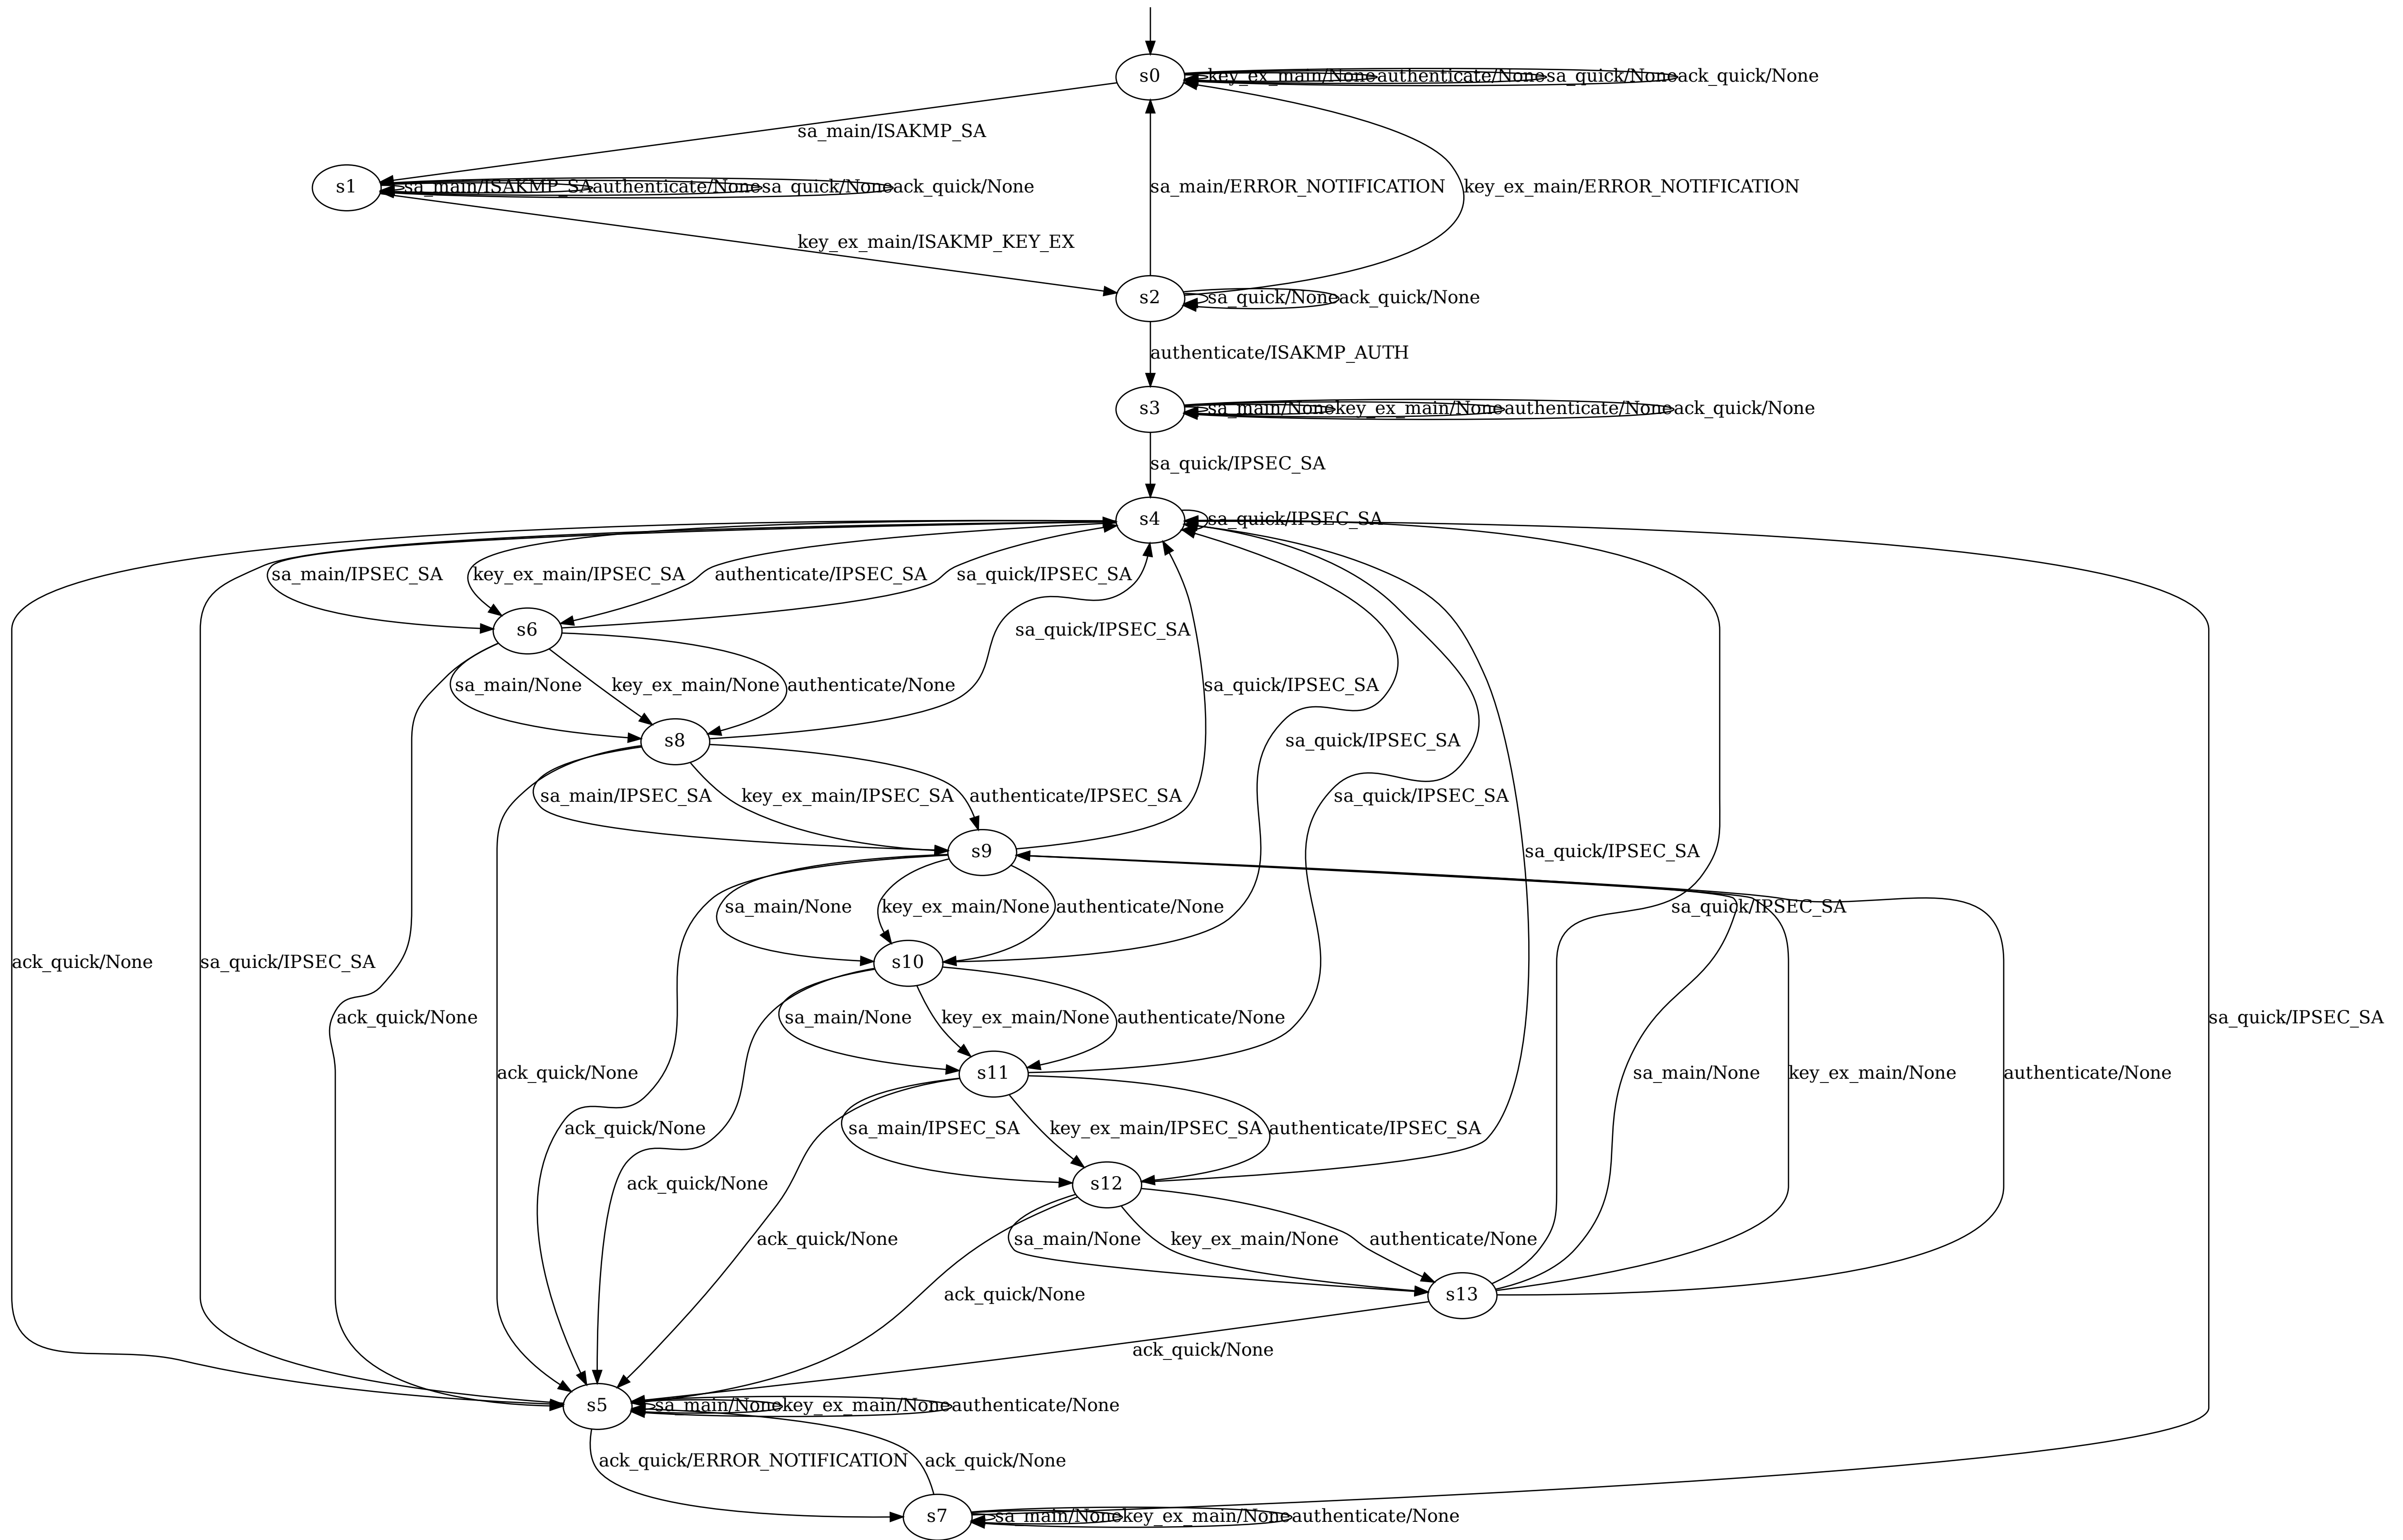 s0
key_ex_main/None
authenticate/None
sa_quick/None
ack_quick/None
sa_main/ISAKMP_SA
s1
sa_main/ISAKMP_SA
authenticate/None
sa_quick/None
ack_quick/None
sa_main/ERROR_NOTIFICATION
key_ex_main/ERROR_NOTIFICATION
key_ex_main/ISAKMP_KEY_EX
s2
sa_quick/None
ack_quick/None
authenticate/ISAKMP_AUTH
s3
sa_main/None
key_ex_main/None
authenticate/None
ack_quick/None
sa_quick/IPSEC_SA
s4
sa_quick/IPSEC_SA
sa_main/IPSEC_SA
key_ex_main/IPSEC_SA
authenticate/IPSEC_SA
sa_quick/IPSEC_SA
s6
sa_quick/IPSEC_SA
sa_main/None
key_ex_main/None
authenticate/None
sa_quick/IPSEC_SA
s8
sa_quick/IPSEC_SA
sa_main/IPSEC_SA
key_ex_main/IPSEC_SA
authenticate/IPSEC_SA
sa_quick/IPSEC_SA
s9
sa_quick/IPSEC_SA
sa_main/None
key_ex_main/None
authenticate/None
sa_quick/IPSEC_SA
ack_quick/None
sa_quick/IPSEC_SA
s10
ack_quick/None
sa_main/None
key_ex_main/None
authenticate/None
sa_quick/IPSEC_SA
ack_quick/None
s11
sa_main/None
key_ex_main/None
authenticate/None
ack_quick/None
sa_main/IPSEC_SA
key_ex_main/IPSEC_SA
authenticate/IPSEC_SA
ack_quick/None
s12
ack_quick/None
sa_main/None
key_ex_main/None
authenticate/None
ack_quick/None
s13
ack_quick/None
s5
sa_main/None
key_ex_main/None
authenticate/None
ack_quick/ERROR_NOTIFICATION
ack_quick/None
s7
sa_main/None
key_ex_main/None
authenticate/None